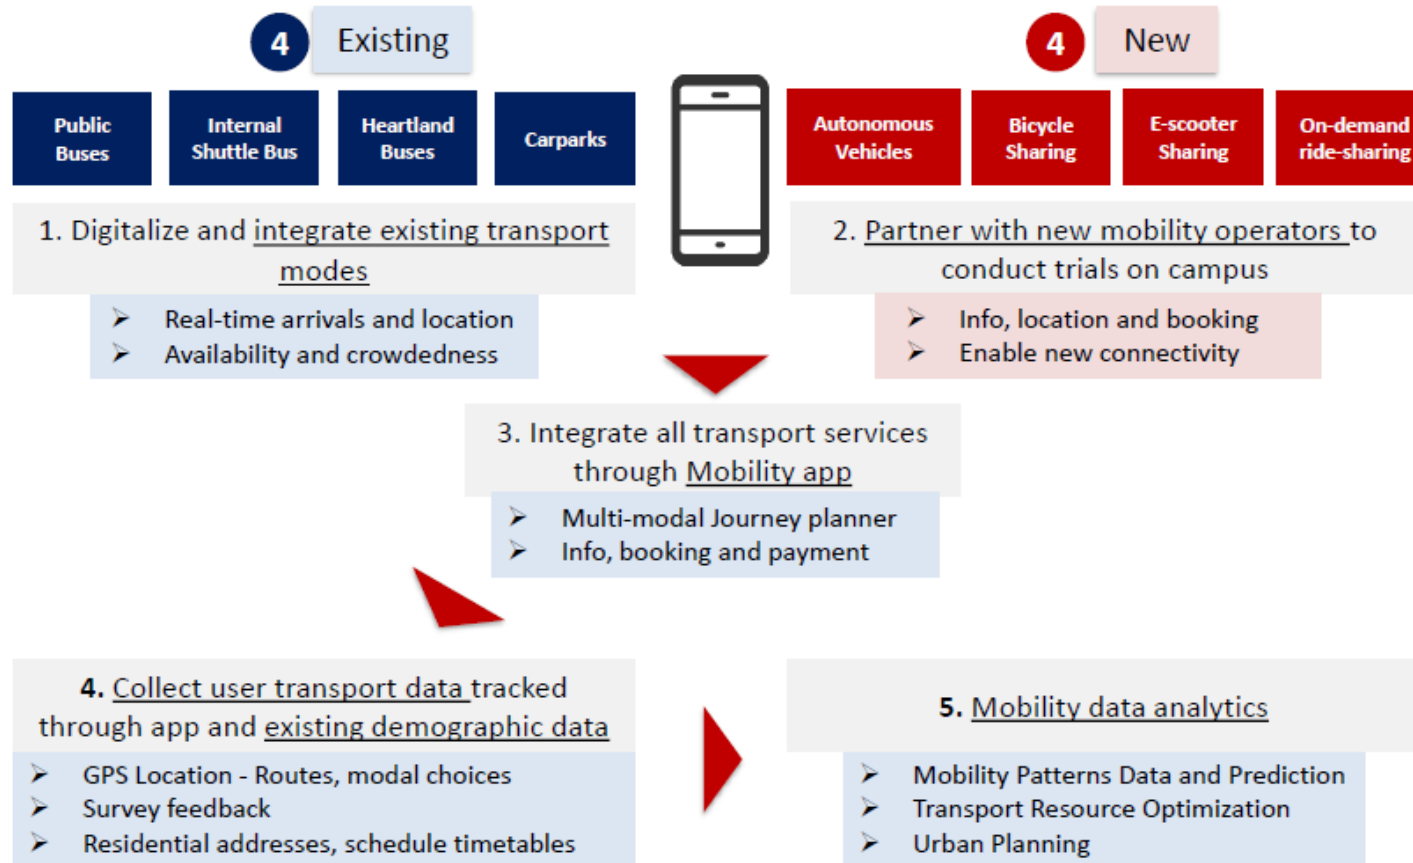 4 Existing
4 New
Public
Buses
Internal
Shuttle Bus
Heartland
Buses
Carparks
Autonomous
Vehicles
Bicycle
Sharing
E-scooter
Sharing
On-demand
ride-sharing
1. Digitalize and integrate existing transport
modes
➢ Real-time arrivals and location
➢ Availability and crowdedness
2. Partner with new mobility operators to
conduct trials on campus
➢ Info, location and booking
➢ Enable new connectivity
3. Integrate all transport services
through Mobility app
➢ Multi-modal Journey planner
➢ Info, booking and payment
4. Collect user transport data tracked
through app and existing demographic data
➢ GPS Location - Routes, modal choices
➢ Survey feedback
➢ Residential addresses, schedule timetables
5. Mobility data analytics
➢ Mobility Patterns Data and Prediction
➢ Transport Resource Optimization
➢ Urban Planning